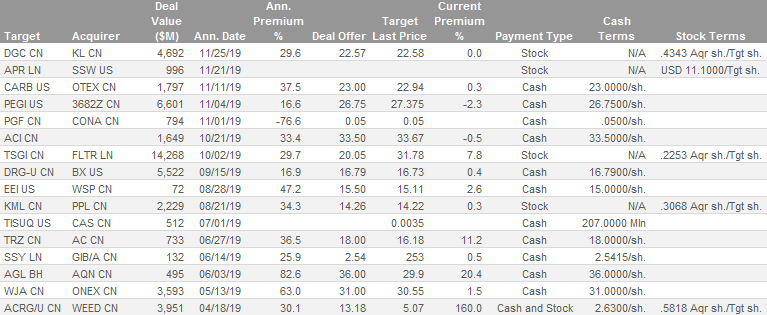 Target Acquirer Deal Value ($M) Ann. Date Ann. Premium % Deal Offer Target Last Price Current Premium % Payment Type Cash Terms Stock Terms
DGC CN KL CN 4,692 11/25/19 29.6 22.57 22.58 0.0 Stock N/A .4343 Aqr sh./Tgt sh.
APR LN SSW US 996 11/21/19 Stock N/A USD 11.1000/Tgt sh.
CARB US OTEX CN 1,797 11/11/19 37.5 23.00 22.94 0.3 Cash 23.0000/sh.
PEGI US 3682Z CN 6,601 11/04/19 16.6 26.75 27.375 -2.3 Cash 26.7500/sh.
PGF CN CONA CN 794 11/01/19 -76.6 0.05 0.05 Cash .0500/sh.
ACI CN 1,649 10/21/19 33.4 33.50 33.67 -0.5 Cash 33.5000/sh.
TSGI CN FLTR LN 14,268 10/02/19 29.7 20.05 31.78 7.8 Stock N/A .2253 Aqr sh./Tgt sh.
DRG-U CN BX US 5,522 09/15/19 16.9 16.79 16.73 0.4 Cash 16.7900/sh.
EEI US WSP CN 72 08/28/19 47.2 15.50 15.11 2.6 Cash 15.0000/sh.
KML CN PPL CN 2,229 08/21/19 34.3 14.26 14.22 0.3 Stock N/A .3068 Aqr sh./Tgt sh.
TISUQ US CAS CN 512 07/01/19 0.0035 Cash 207.0000 Mln
TRZ CN AC CN 733 06/27/19 36.5 18.00 16.18 11.2 Cash 18.0000/sh.
SSY LN GIB/A CN 132 06/14/19 25.9 2.54 253 0.5 Cash 2.5415/sh.
AGL BH AQN CN 495 06/03/19 82.6 36.00 29.9 20.4 Cash 36.0000/sh.
WJA CN ONEX CN 3,593 05/13/19 63.0 31.00 30.55 1.5 Cash 31.0000/sh.
ACRG/U CN WEED CN 3,951 04/18/19 30.1 13.18 5.07 160.0 Cash and Stock 2.6300/sh. .5818 Aqr sh./Tgt sh.